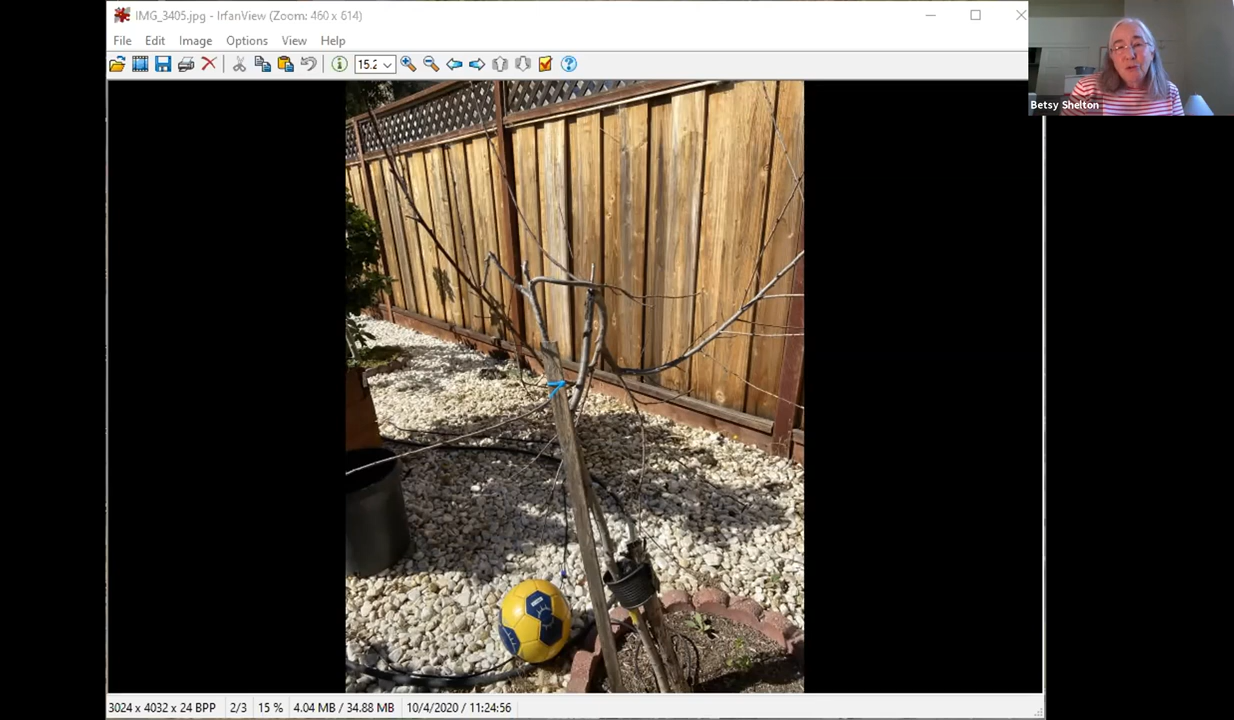 IMG_3405.jpg - IrfanView (Zoom: 460 x 614)
File Edit Image Options View Help
15.2
Betsy Shelton
3024 x 4032 x 24 BPP 2/3 15 % 4.04 MB / 34.88 MB 10/4/2020 / 11:24:56